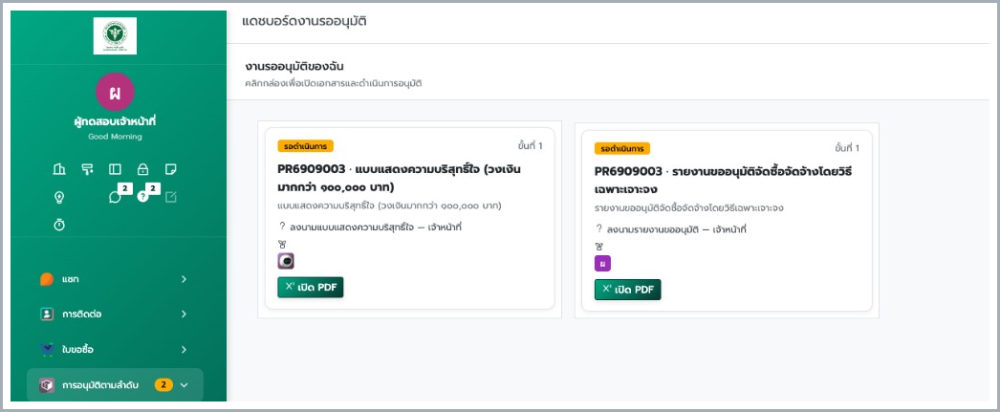 แดชบอร์ดงานรออนุมัติ
ผ
ผู้ทดสอบเจ้าหน้าที่
Good Morning
2
2
?
แชท
การติดต่อ
ใบขอซื้อ
การอนุมัติตามลำดับ 2
งานรออนุมัติของฉัน
คลิกกล่องเพื่อเปิดเอกสารและดำเนินการอนุมัติ
รอดำเนินการ ขั้นที่ 1
PR6909003 · แบบแสดงความบริสุทธิ์ใจ (วงเงิน
มากกว่า ๑๐๐,๐๐๐ บาท)
แบบแสดงความบริสุทธิ์ใจ (วงเงินมากกว่า ๑๐๐,๐๐๐ บาท)
? ลงนามแบบแสดงความบริสุทธิ์ใจ — เจ้าหน้าที่
เปิด PDF
รอดำเนินการ ขั้นที่ 1
PR6909003 · รายงานขออนุมัติจัดซื้อจัดจ้างโดยวิธี
เฉพาะเจาะจง
รายงานขออนุมัติจัดซื้อจัดจ้างโดยวิธีเฉพาะเจาะจง
? ลงนามรายงานขออนุมัติ — เจ้าหน้าที่
ผ
เปิด PDF